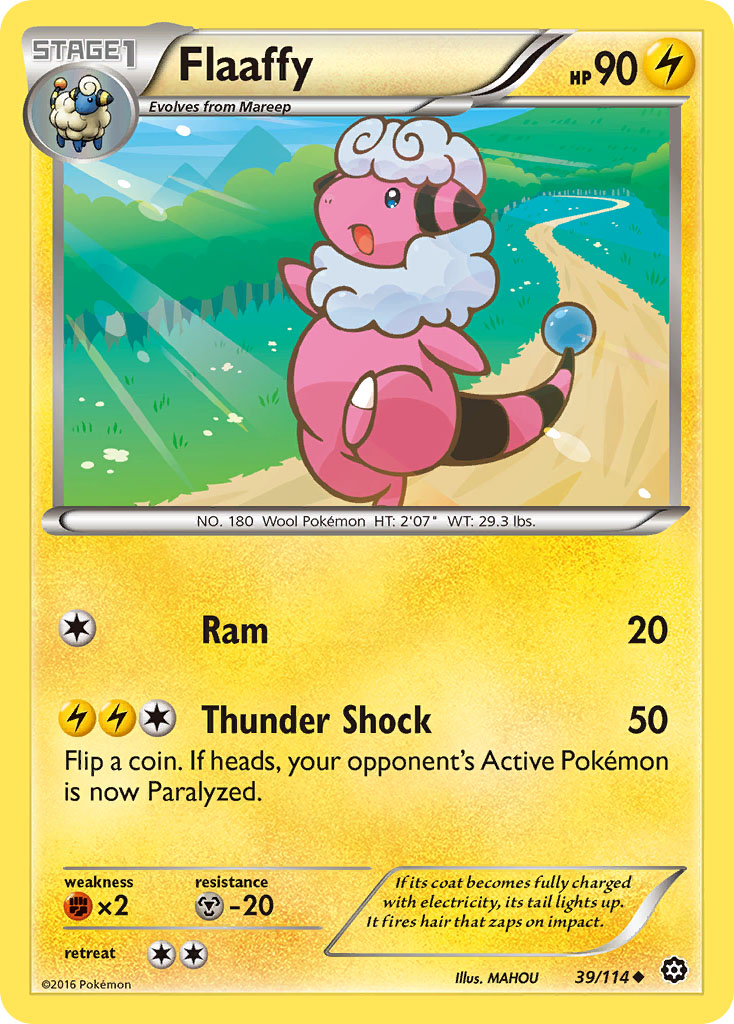 STAGE1
Flaaffy
HP 90
Evolves from Mareep
NO. 180 Wool Pokémon HT: 2'07" WT: 29.3 lbs.
Ram 20
Thunder Shock 50
Flip a coin. If heads, your opponent's Active Pokémon
is now Paralyzed.
weakness resistance
×2 -20
If its coat becomes fully charged
with electricity, its tail lights up.
It fires hair that zaps on impact.
retreat
©2016 Pokémon Illus. MAHOU 39/114